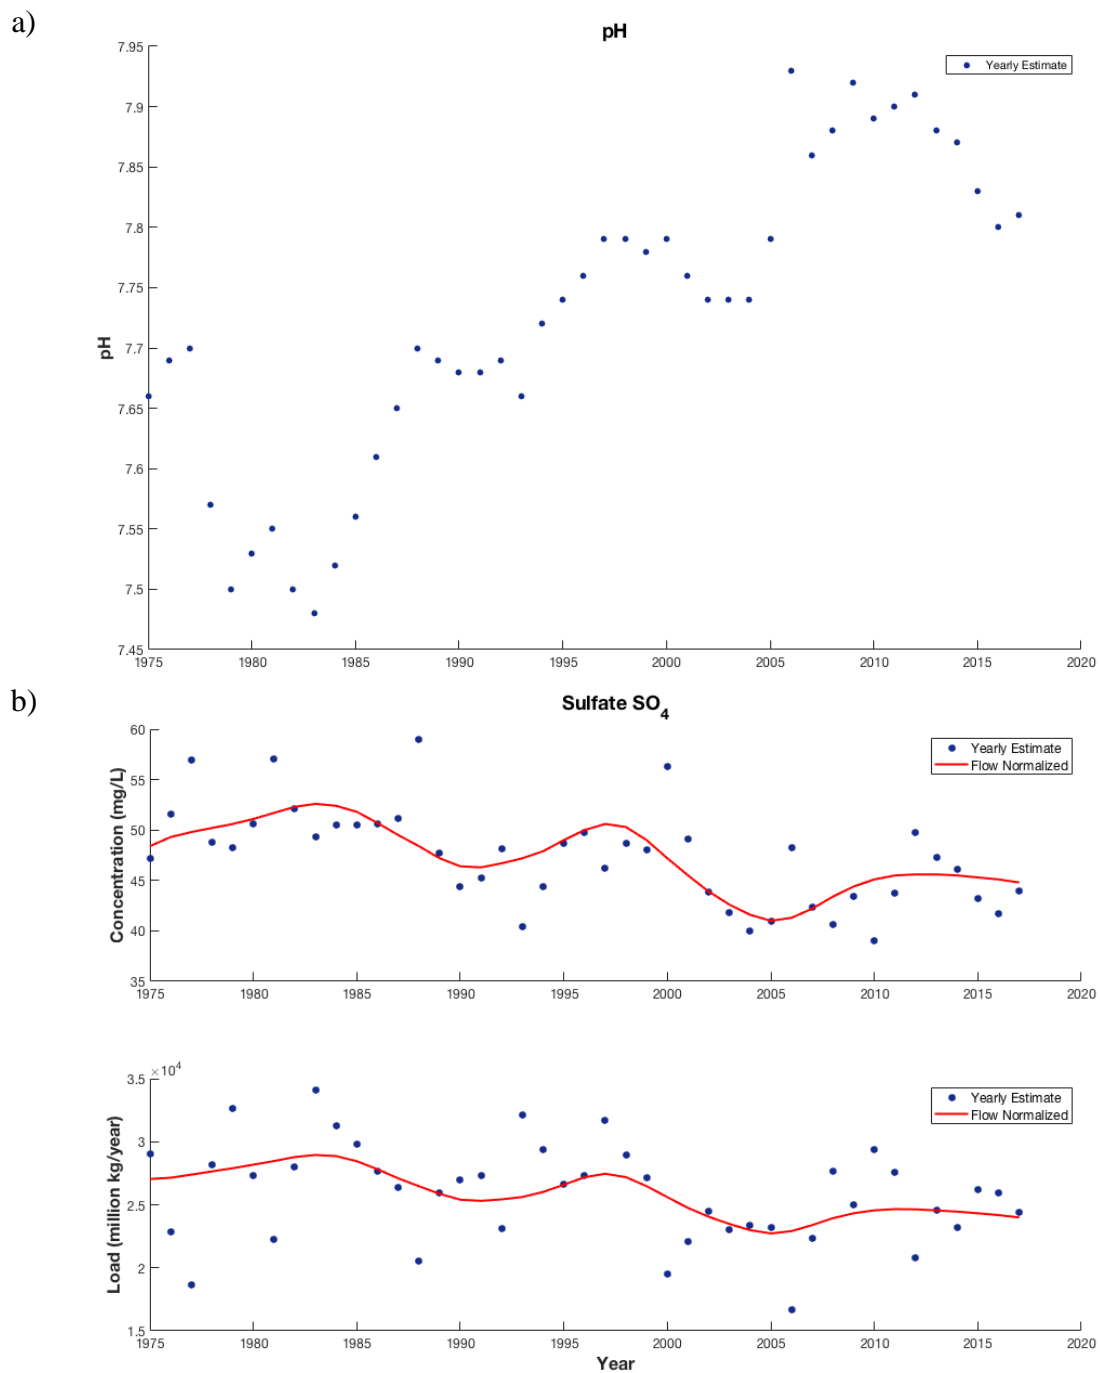 a)
pH
7.95
7.9
7.85
7.8
7.75
7.7
7.65
7.6
7.55
7.5
7.45
pH
Yearly Estimate
1975 1980 1985 1990 1995 2000 2005 2010 2015 2020
b)
Sulfate SO4
60
55
50
45
40
35
Concentration (mg/L)
Yearly Estimate
Flow Normalized
1975 1980 1985 1990 1995 2000 2005 2010 2015 2020
×10^4
3.5
3
2.5
2
1.5
Load (million kg/year)
Yearly Estimate
Flow Normalized
1975 1980 1985 1990 1995 2000 2005 2010 2015 2020
Year